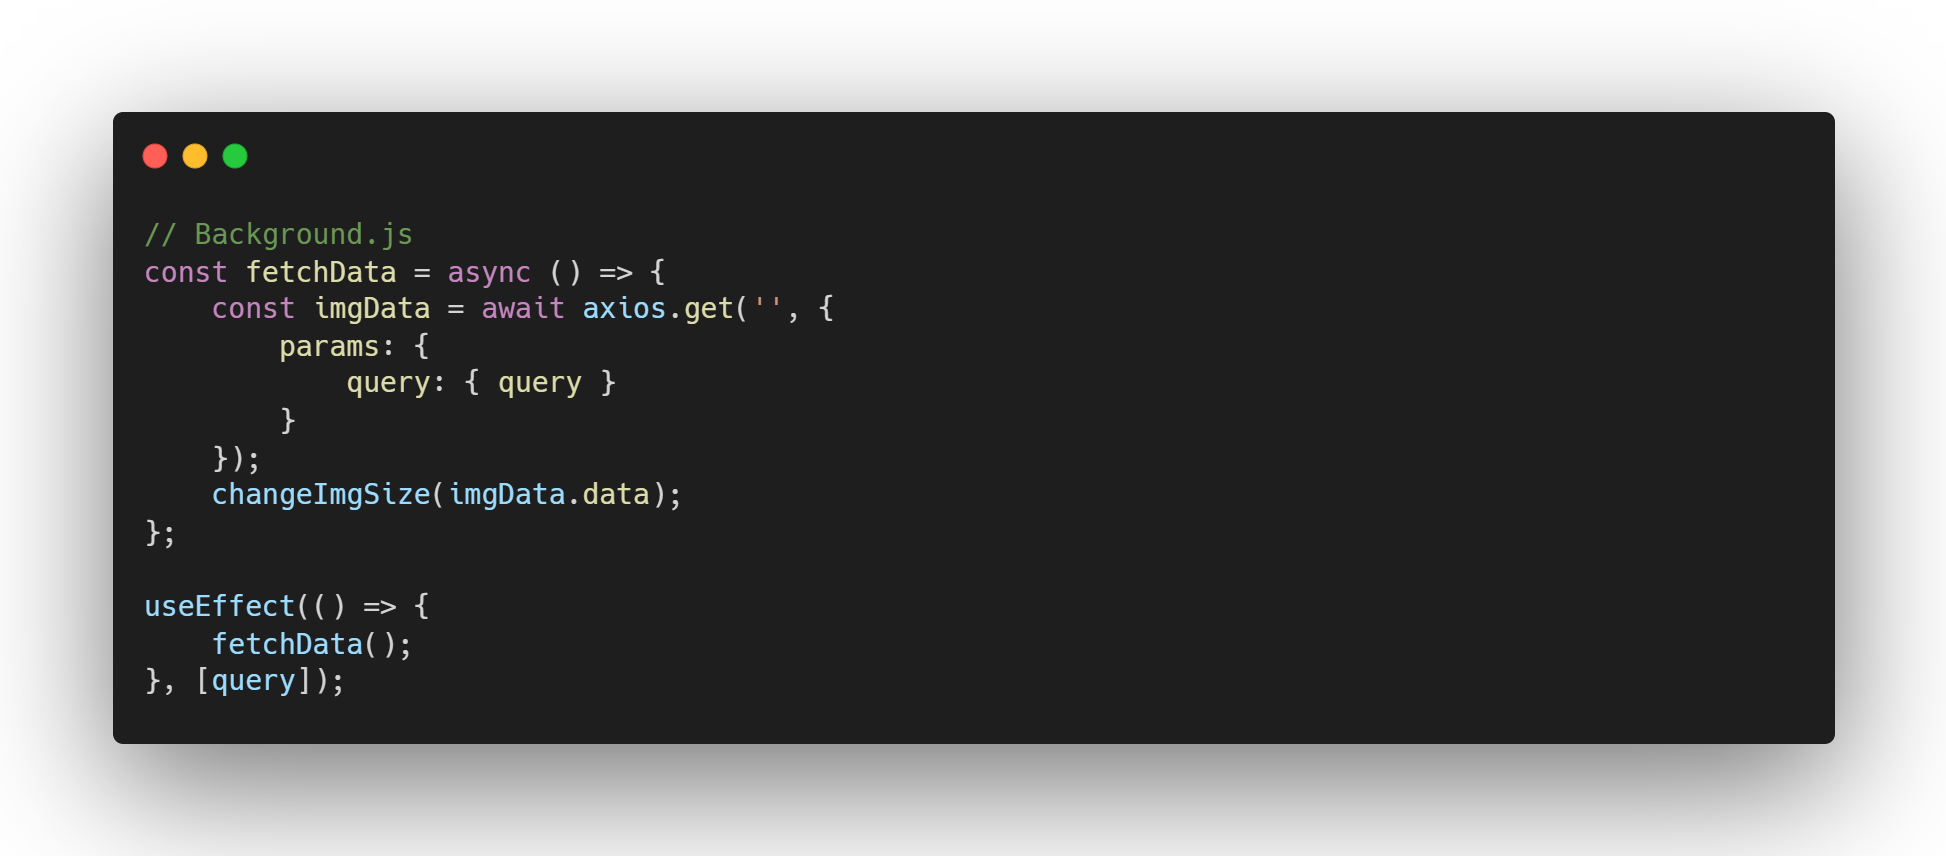 // Background.js
const fetchData = async () => {
    const imgData = await axios.get('', {
        params: {
            query: { query }
        }
    });
    changeImgSize(imgData.data);
};

useEffect(() => {
    fetchData();
}, [query]);